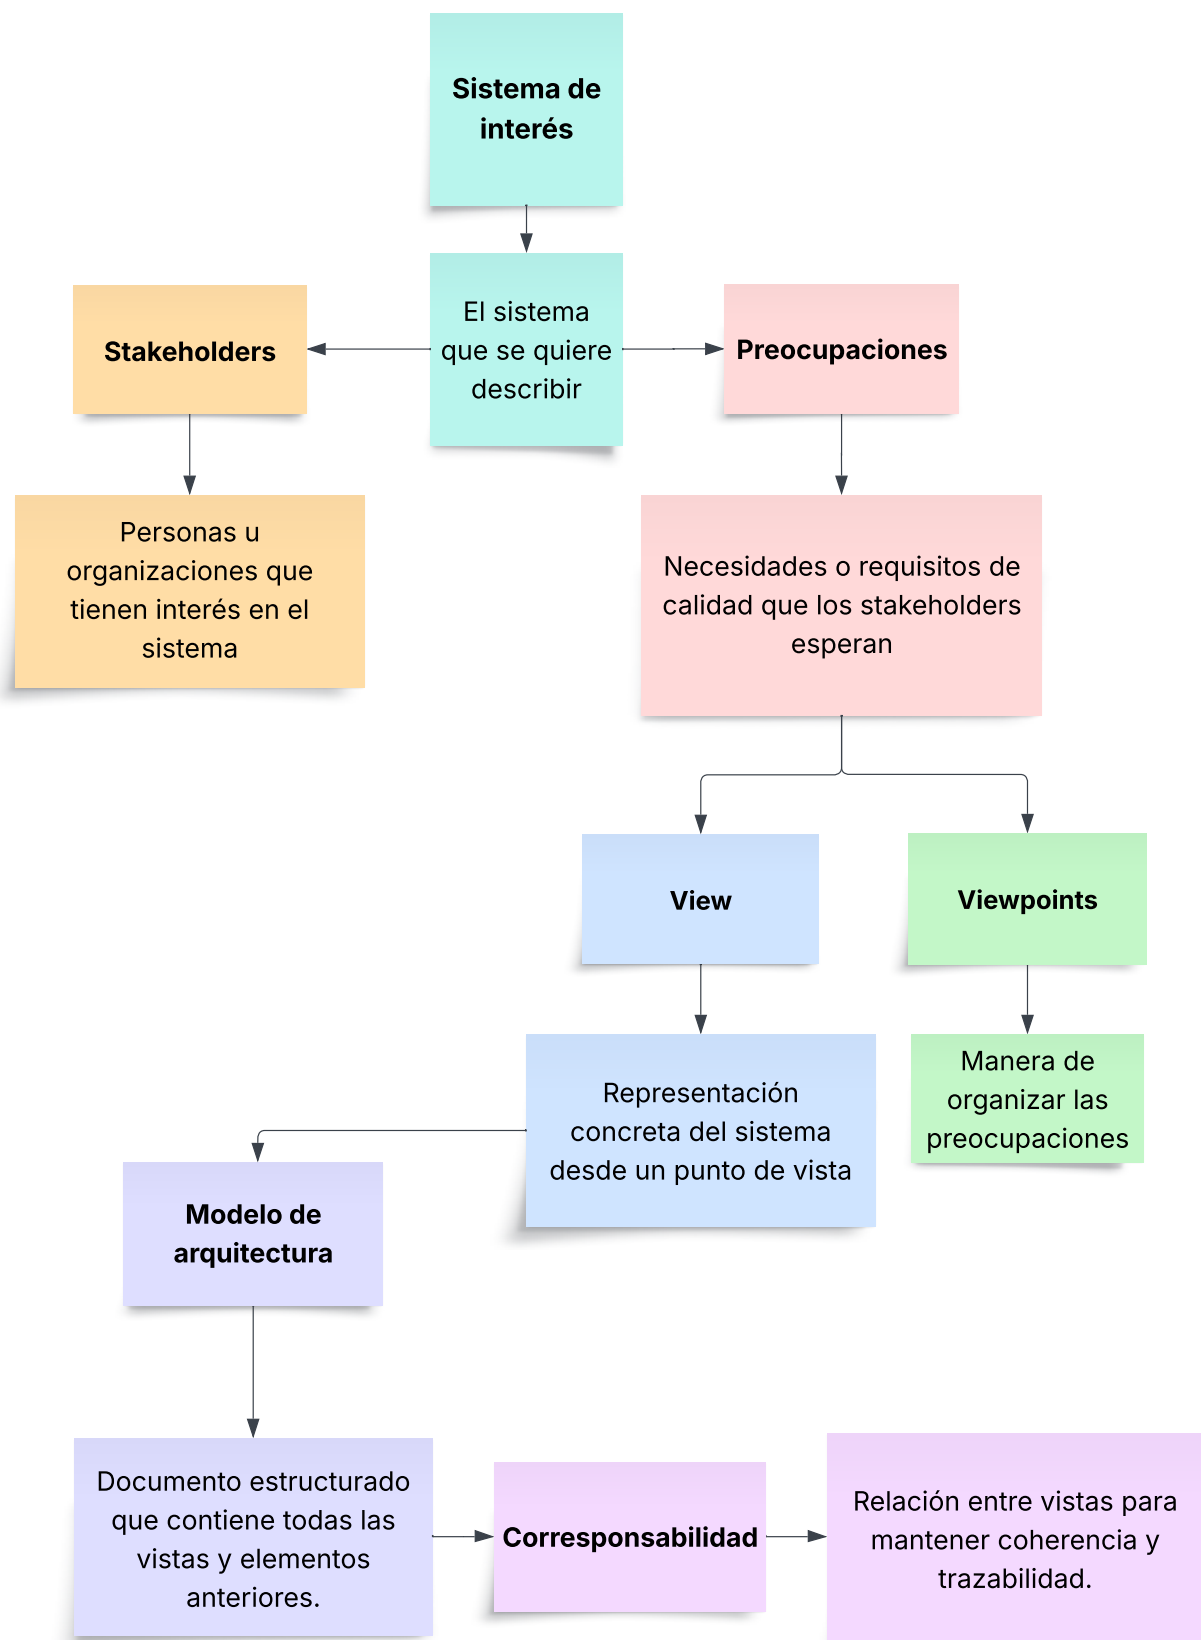 Sistema de
interés
El sistema
que se quiere
describir
Stakeholders
Preocupaciones
Personas u
organizaciones que
tienen interés en el
sistema
Necesidades o requisitos de
calidad que los stakeholders
esperan
View
Viewpoints
Representación
concreta del sistema
desde un punto de vista
Manera de
organizar las
preocupaciones
Modelo de
arquitectura
Documento estructurado
que contiene todas las
vistas y elementos
anteriores.
Corresponsabilidad
Relación entre vistas para
mantener coherencia y
trazabilidad.